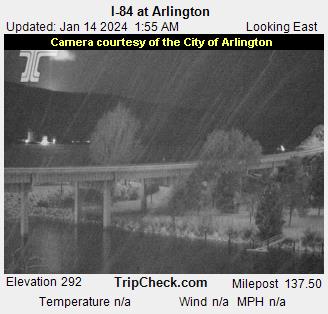 I-84 at Arlington
Updated: Jan 14 2024 1:55 AM Looking East
Camera courtesy of the City of Arlington
Elevation 292 TripCheck.com Milepost 137.50
Temperature n/a Wind n/a MPH n/a